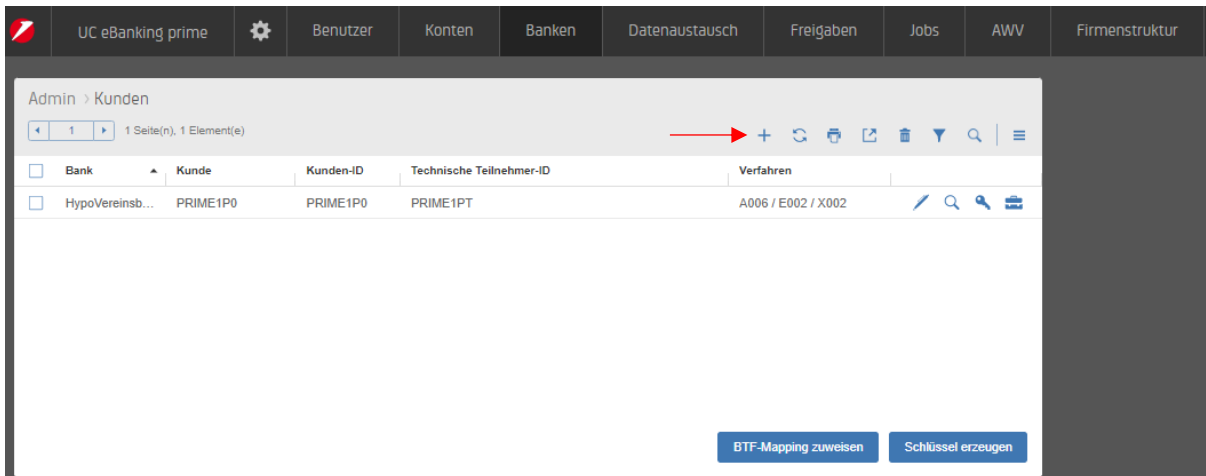 UC eBanking prime Benutzer Konten Banken Datenaustausch Freigaben Jobs AWV Firmenstruktur
Admin > Kunden
1 1 Seite(n), 1 Element(e)
Bank Kunde Kunden-ID Technische Teilnehmer-ID Verfahren
HypoVereinsb... PRIME1P0 PRIME1P0 PRIME1PT A006 / E002 / X002
BTF-Mapping zuweisen Schlüssel erzeugen